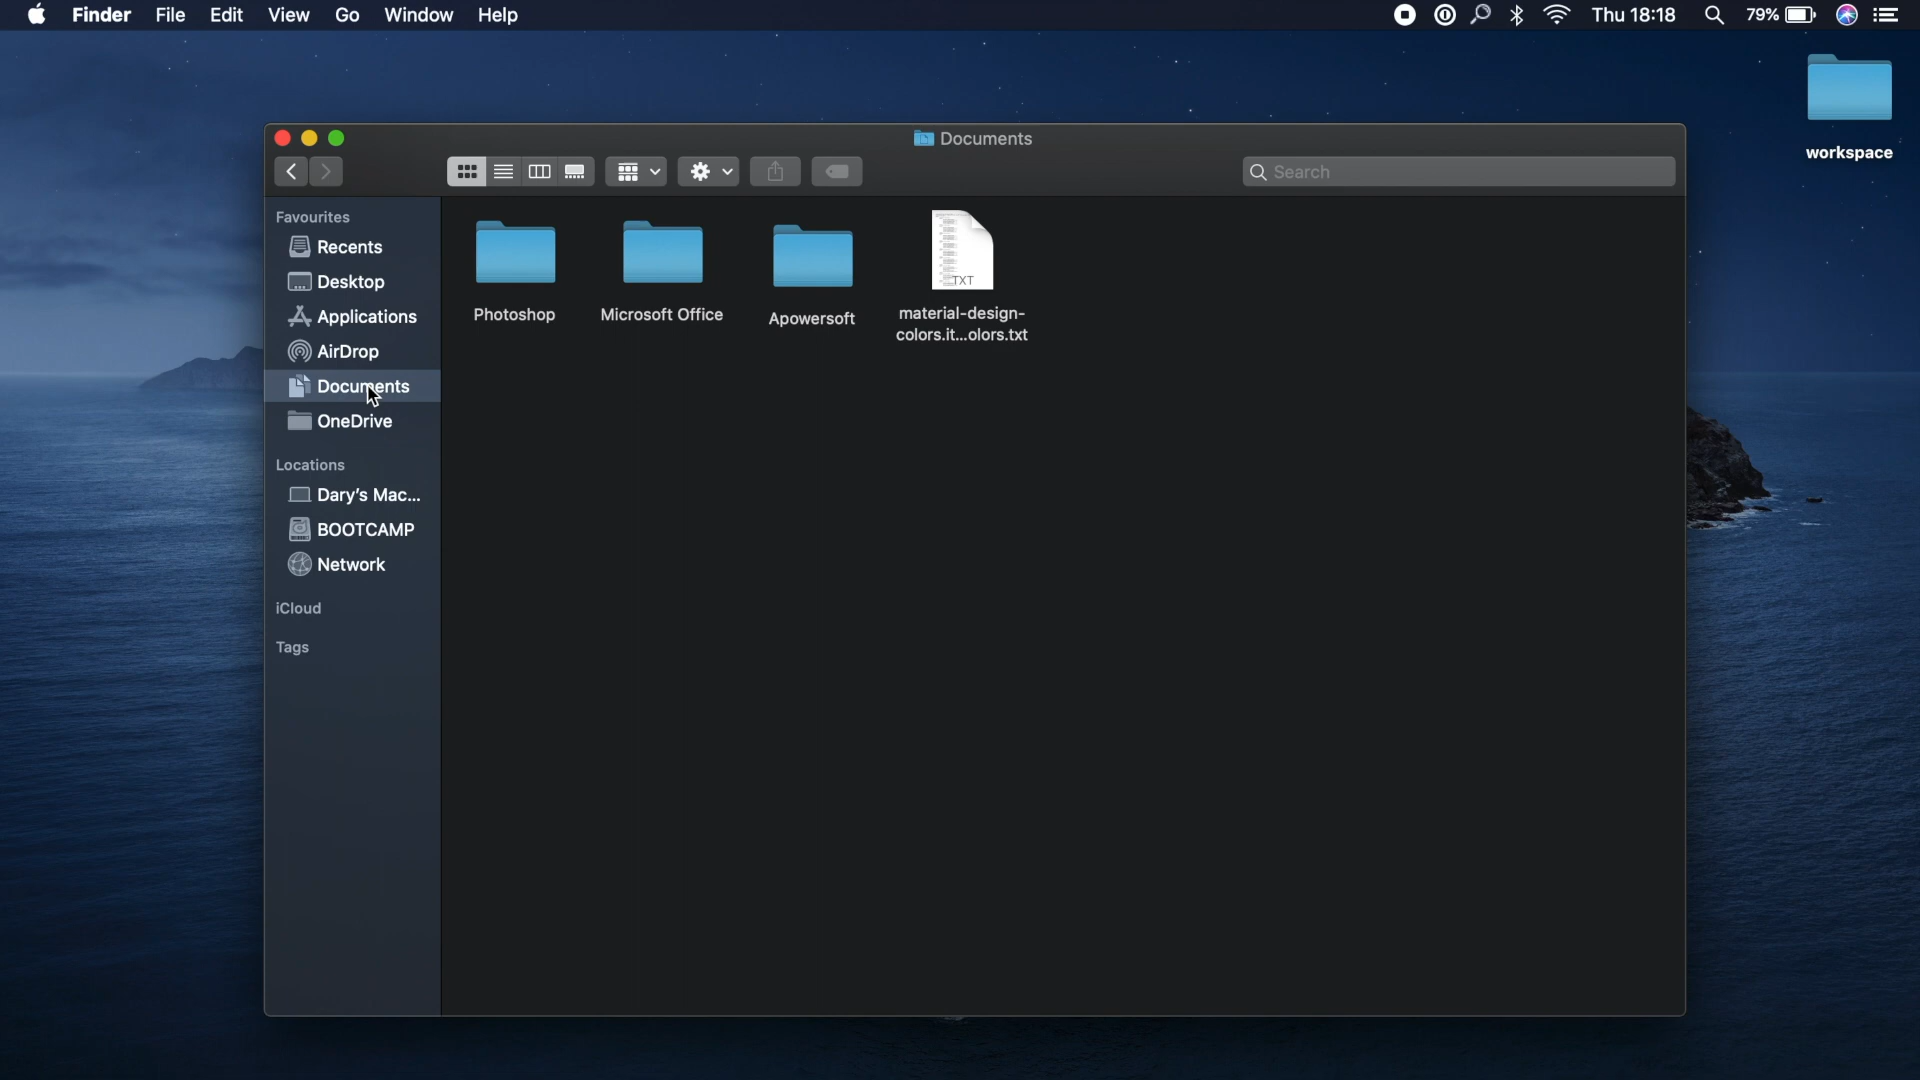 Finder File Edit View Go Window Help Thu 18:18 79%
workspace
Documents
Search
Favourites
Recents
Desktop
Applications
AirDrop
Documents
OneDrive
Locations
Dary's Mac...
BOOTCAMP
Network
iCloud
Tags
Photoshop
Microsoft Office
Apowersoft
TXT
material-design-
colors.it...olors.txt